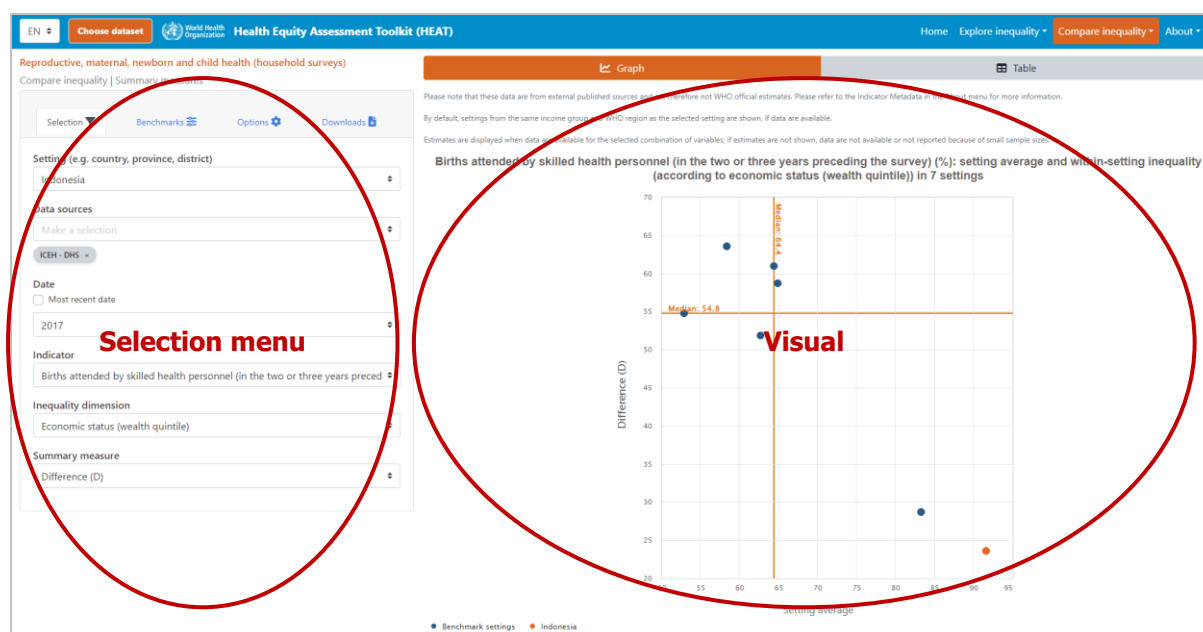 EN
Choose dataset
World Health
Organization
Health Equity Assessment Toolkit (HEAT)
Home
Explore inequality
Compare inequality
About
Reproductive, maternal, newborn and child health (household surveys)
Compare inequality | Summary measures
Selection
Benchmarks
Options
Downloads
Setting (e.g. country, province, district)
Indonesia
Data sources
Make a selection
ICEH - DHS ×
Date
Most recent date
2017
Selection menu
Indicator
Births attended by skilled health personnel (in the two or three years preced
Inequality dimension
Economic status (wealth quintile)
Summary measure
Difference (D)
Graph
Table
Please note that these data are from external published sources and are therefore not WHO official estimates. Please refer to the Indicator Metadata in the About menu for more information.
By default, settings from the same income group and WHO region as the selected setting are shown, if data are available.
Estimates are displayed when data are available for the selected combination of variables; if estimates are not shown, data are not available or not reported because of small sample sizes.
Births attended by skilled health personnel (in the two or three years preceding the survey) (%): setting average and within-setting inequality
(according to economic status (wealth quintile)) in 7 settings
70
65
60
55
50
45
40
35
30
25
20
Difference (D)
Median: 64.4
Median: 54.8
Visual
50
55
60
65
70
75
80
85
90
95
Setting average
Benchmark settings
Indonesia